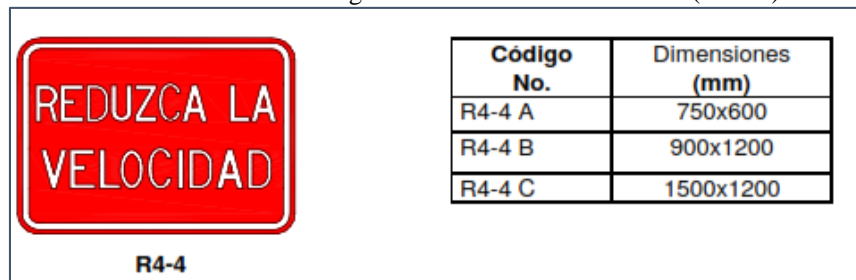 REDUZCA LA
VELOCIDAD
R4-4
Código No. Dimensiones (mm)
R4-4 A 750x600
R4-4 B 900x1200
R4-4 C 1500x1200